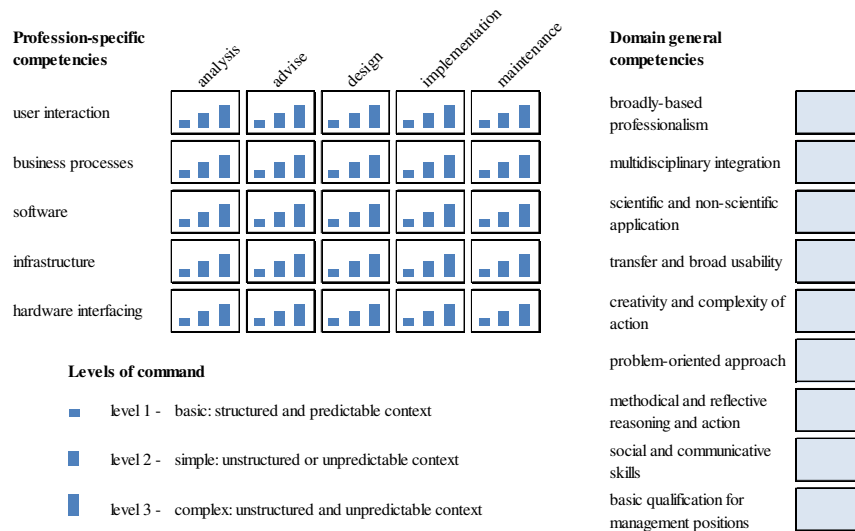 Profession-specific
competencies
analysis
advise
design
implementation
maintenance
user interaction
business processes
software
infrastructure
hardware interfacing
Levels of command
level 1 - basic: structured and predictable context
level 2 - simple: unstructured or unpredictable context
level 3 - complex: unstructured and unpredictable context
Domain general
competencies
broadly-based
professionalism
multidisciplinary integration
scientific and non-scientific
application
transfer and broad usability
creativity and complexity of
action
problem-oriented approach
methodical and reflective
reasoning and action
social and communicative
skills
basic qualification for
management positions